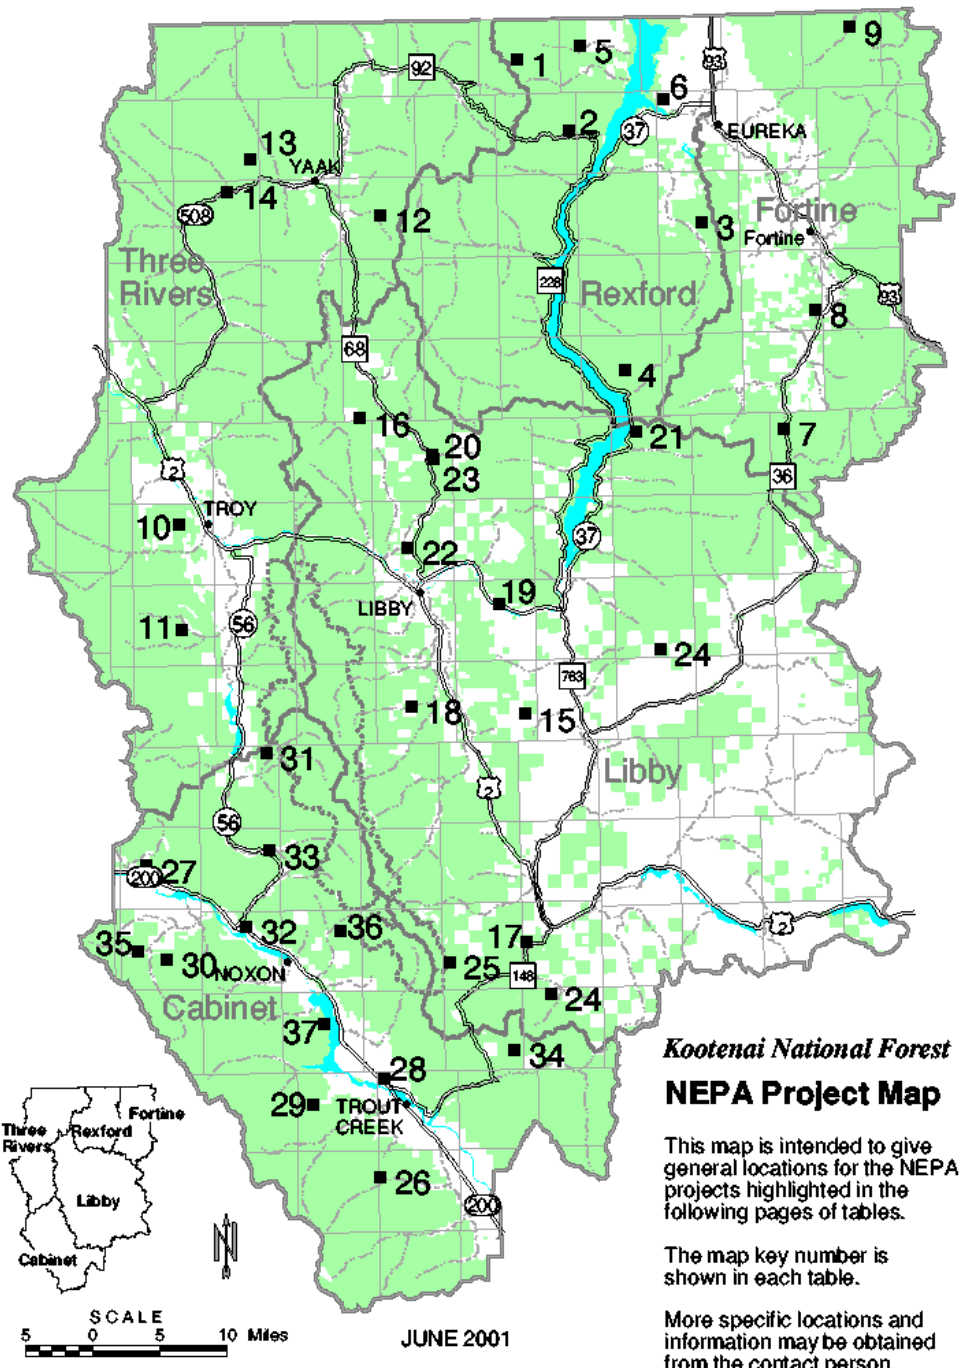 9
93
5
1
92
6
2
37
EUREKA
13
YAAK
14
508
12
3
Fortine
Fortine
Three
Rivers
228
Rexford
93
8
68
4
16
21
7
20
23
2
36
TROY
10
37
22
LIBBY
19
11
56
24
783
18
15
31
Libby
2
56
33
27
200
36
32
17
2
35
30
NOXON
25
148
24
Cabinet
37
34
28
29
TROUT
CREEK
26
200
Kootenai National Forest
NEPA Project Map
This map is intended to give
general locations for the NEPA
projects highlighted in the
following pages of tables.
The map key number is
shown in each table.
More specific locations and
information may be obtained
from the contact person
Fortine
Three
Rivers
Rexford
Libby
Cabinet
N
SCALE
5 0 5 10 Miles
JUNE 2001